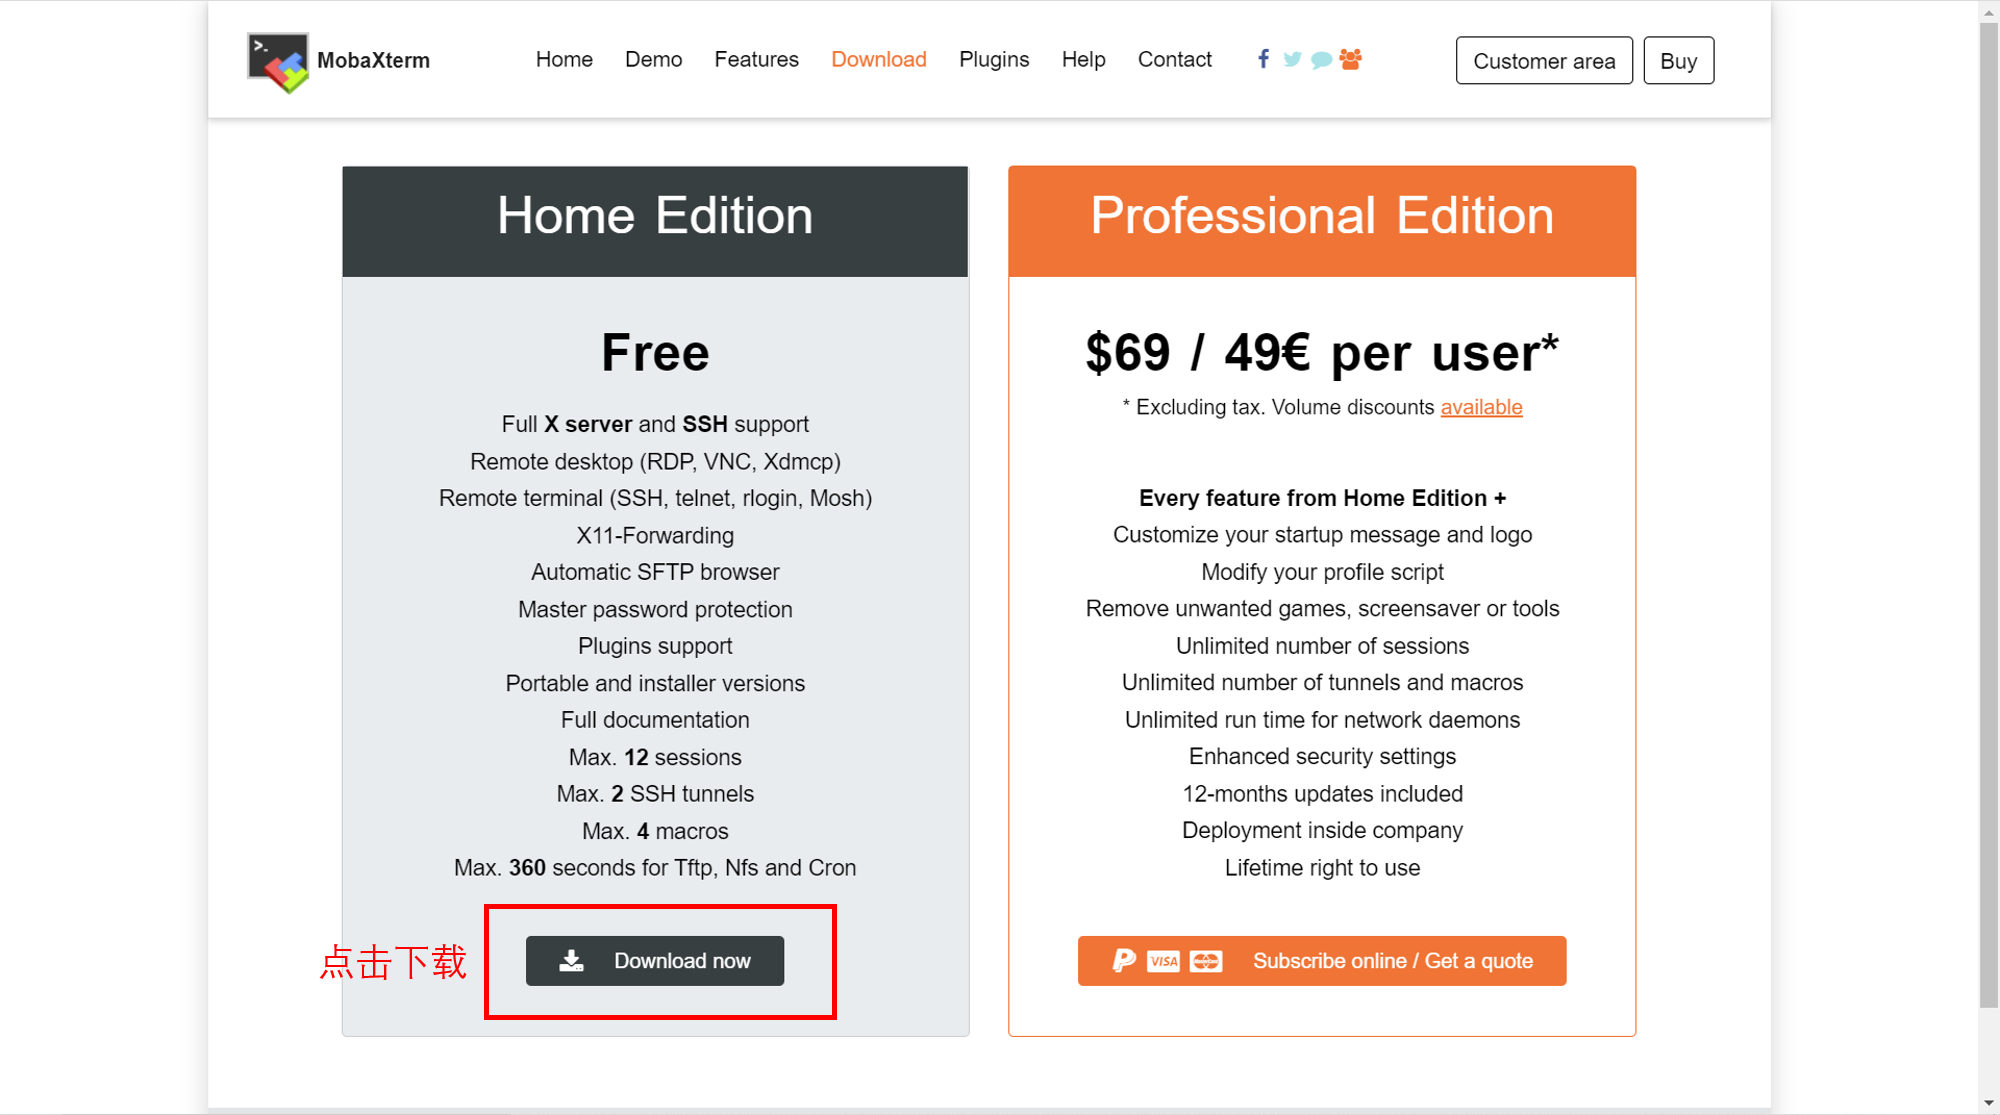 MobaXterm
Home Demo Features Download Plugins Help Contact
Customer area
Buy
Home Edition
Free
Full X server and SSH support
Remote desktop (RDP, VNC, Xdmcp)
Remote terminal (SSH, telnet, rlogin, Mosh)
X11-Forwarding
Automatic SFTP browser
Master password protection
Plugins support
Portable and installer versions
Full documentation
Max. 12 sessions
Max. 2 SSH tunnels
Max. 4 macros
Max. 360 seconds for Tftp, Nfs and Cron
点击下载
Download now
Professional Edition
$69 / 49€ per user*
* Excluding tax. Volume discounts available
Every feature from Home Edition +
Customize your startup message and logo
Modify your profile script
Remove unwanted games, screensaver or tools
Unlimited number of sessions
Unlimited number of tunnels and macros
Unlimited run time for network daemons
Enhanced security settings
12-months updates included
Deployment inside company
Lifetime right to use
VISA Subscribe online / Get a quote